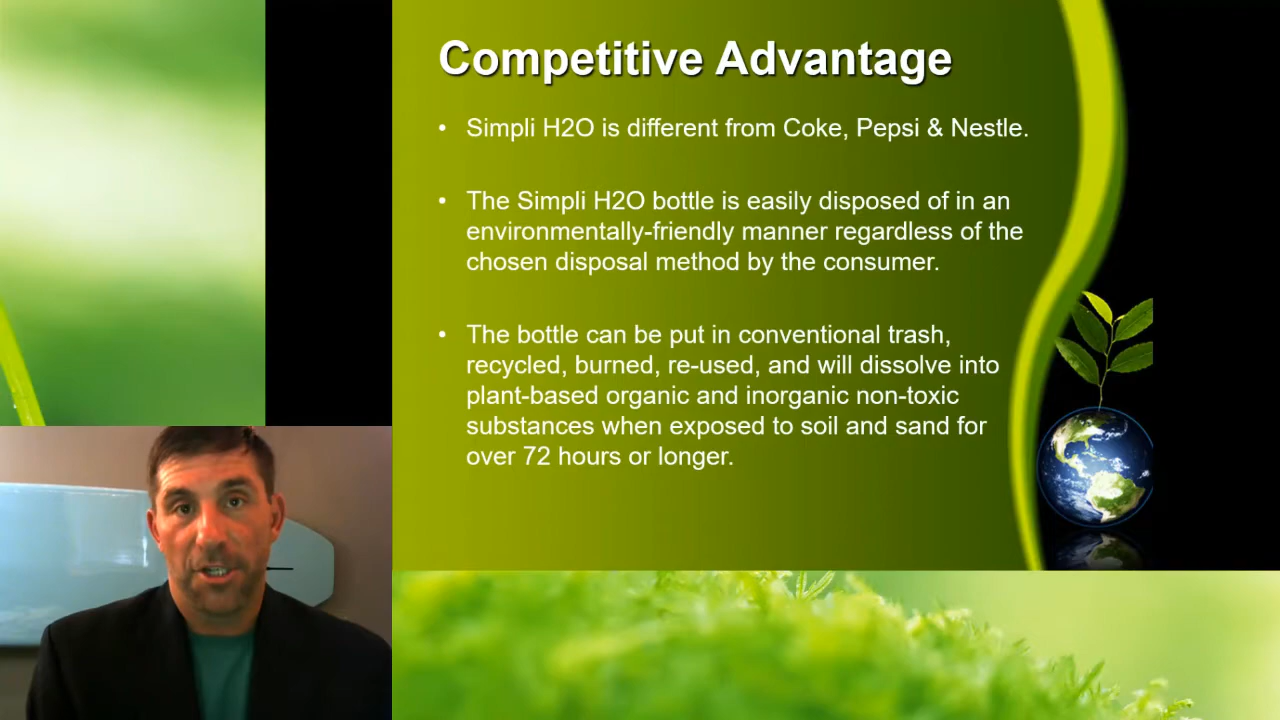 Competitive Advantage
• Simpli H2O is different from Coke, Pepsi & Nestle.
• The Simpli H2O bottle is easily disposed of in an
environmentally-friendly manner regardless of the
chosen disposal method by the consumer.
• The bottle can be put in conventional trash,
recycled, burned, re-used, and will dissolve into
plant-based organic and inorganic non-toxic
substances when exposed to soil and sand for
over 72 hours or longer.